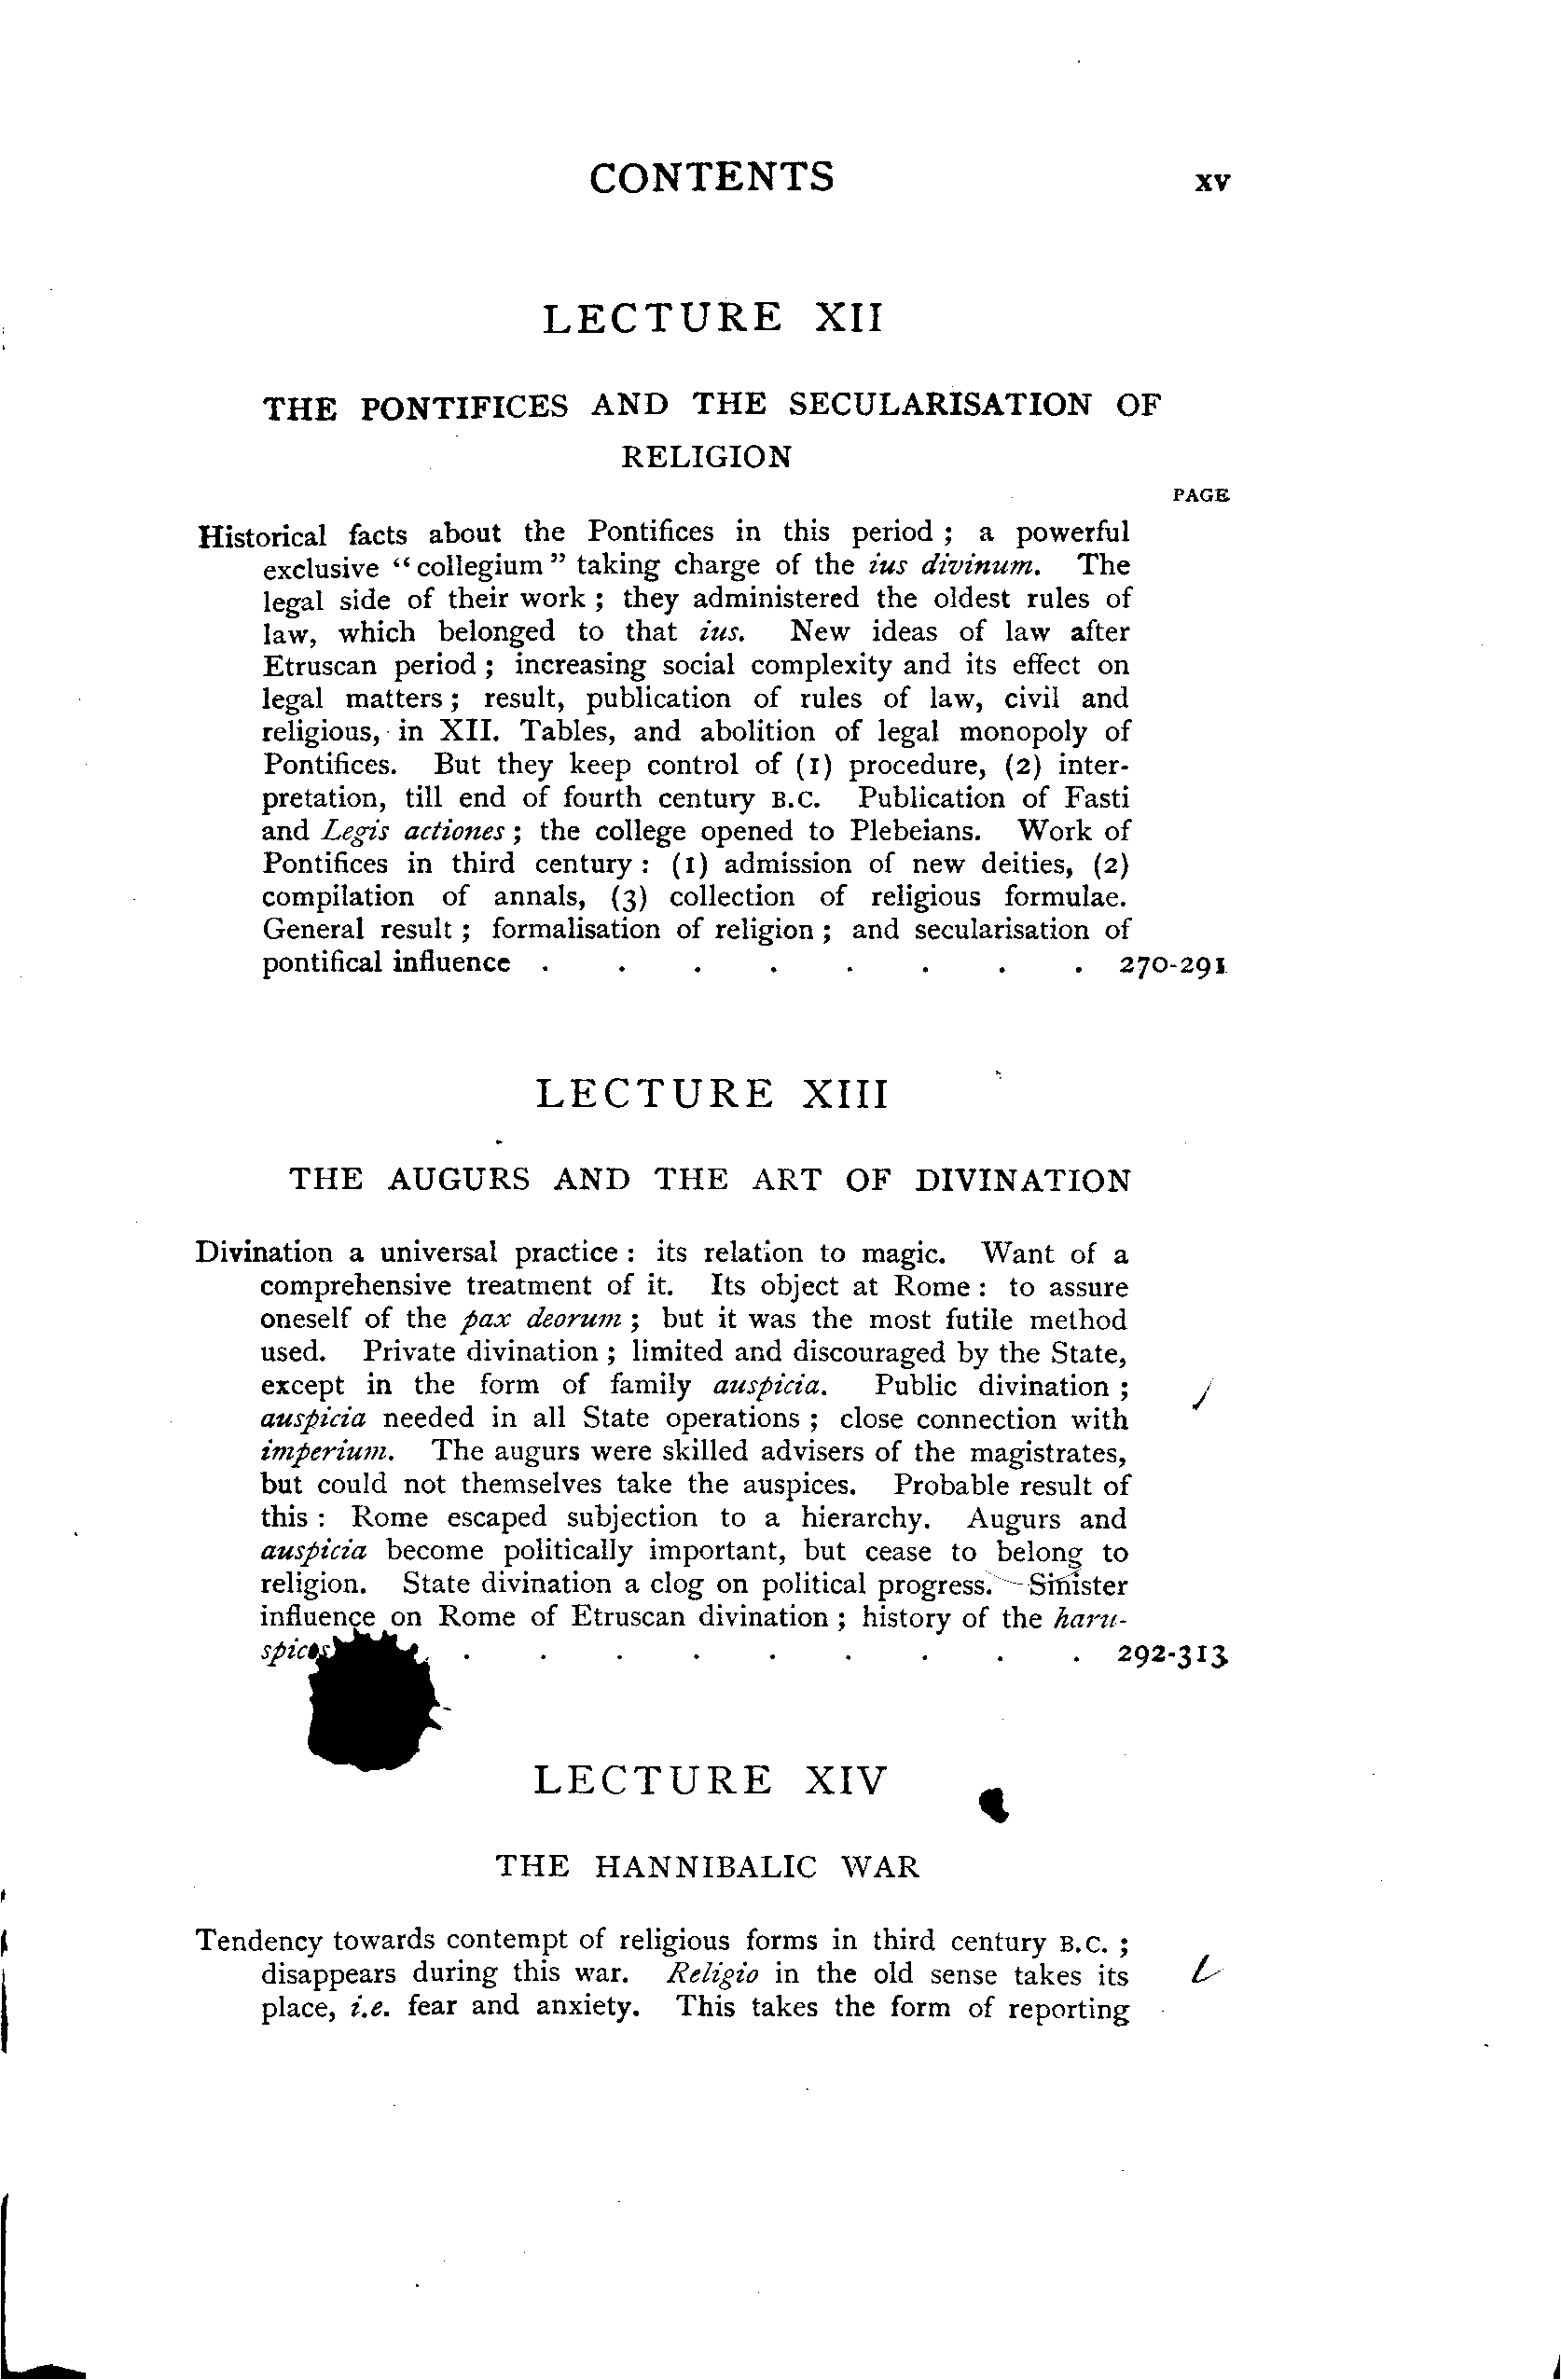 CONTENTS xv
LECTURE XII
THE PONTIFICES AND THE SECULARISATION OF
RELIGION
PAGE
Historical facts about the Pontifices in this period ; a powerful
exclusive “collegium” taking charge of the ius divinum. The
legal side of their work ; they administered the oldest rules of
law, which belonged to that ius. New ideas of law after
Etruscan period ; increasing social complexity and its effect on
legal matters ; result, publication of rules of law, civil and
religious, in XII. Tables, and abolition of legal monopoly of
Pontifices. But they keep control of (1) procedure, (2) inter-
pretation, till end of fourth century B.C. Publication of Fasti
and Legis actiones ; the college opened to Plebeians. Work of
Pontifices in third century : (1) admission of new deities, (2)
compilation of annals, (3) collection of religious formulae.
General result ; formalisation of religion ; and secularisation of
pontifical influence . . . . . . . . 270-291
LECTURE XIII
THE AUGURS AND THE ART OF DIVINATION
Divination a universal practice : its relation to magic. Want of a
comprehensive treatment of it. Its object at Rome : to assure
oneself of the pax deorum ; but it was the most futile method
used. Private divination ; limited and discouraged by the State,
except in the form of family auspicia. Public divination ;
auspicia needed in all State operations ; close connection with
imperium. The augurs were skilled advisers of the magistrates,
but could not themselves take the auspices. Probable result of
this : Rome escaped subjection to a hierarchy. Augurs and
auspicia become politically important, but cease to belong to
religion. State divination a clog on political progress. Sinister
influence on Rome of Etruscan divination ; history of the haru-
spices . . . . . . . . . . 292-313
LECTURE XIV
THE HANNIBALIC WAR
Tendency towards contempt of religious forms in third century B.C. ;
disappears during this war. Religio in the old sense takes its
place, i.e. fear and anxiety. This takes the form of reporting